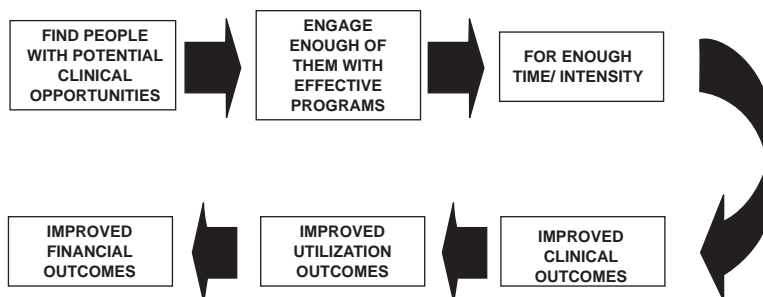 FIND PEOPLE
WITH POTENTIAL
CLINICAL
OPPORTUNITIES
ENGAGE
ENOUGH OF
THEM WITH
EFFECTIVE
PROGRAMS
FOR ENOUGH
TIME/ INTENSITY
IMPROVED
CLINICAL
OUTCOMES
IMPROVED
UTILIZATION
OUTCOMES
IMPROVED
FINANCIAL
OUTCOMES